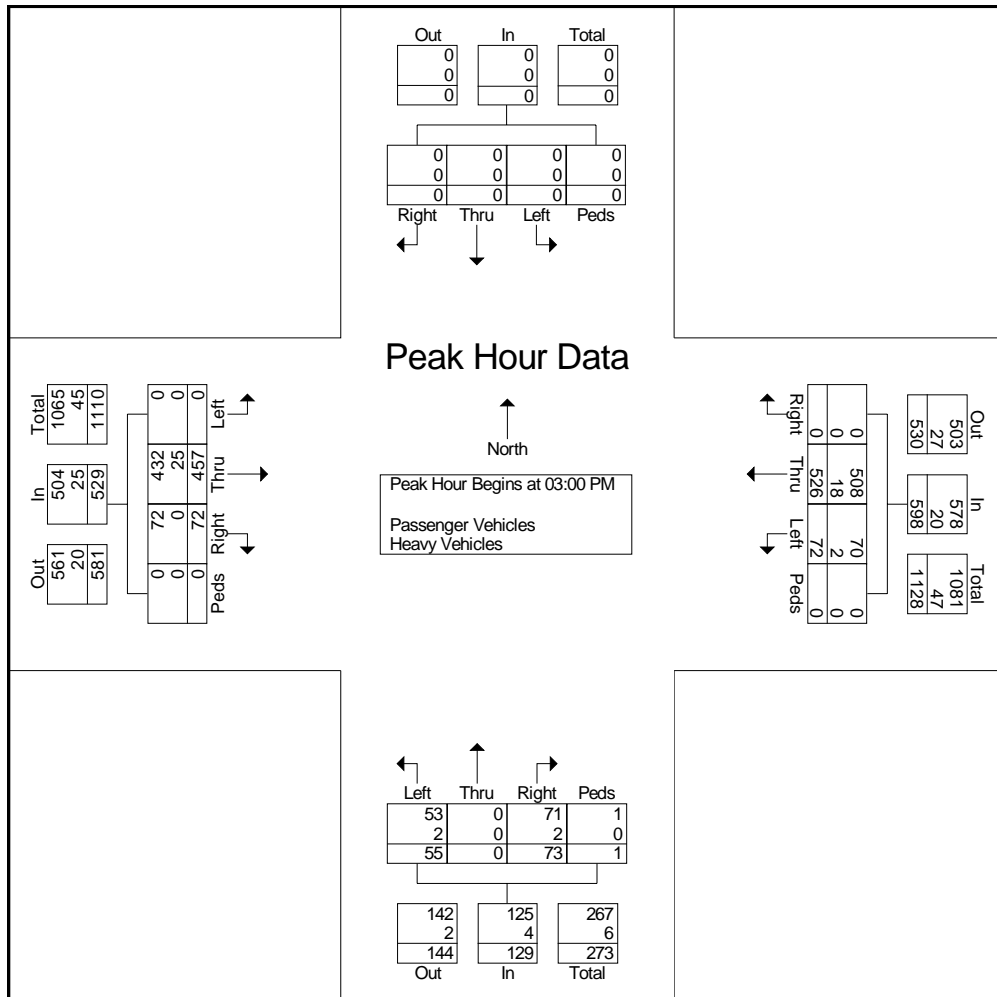 Out In Total
0 0 0
0 0 0
0 0 0
0 0 0 0
0 0 0 0
0 0 0 0
Right Thru Left Peds
Peak Hour Data
North
Peak Hour Begins at 03:00 PM
Passenger Vehicles
Heavy Vehicles
Total In Out
1065 504 561
45 25 20
1110 529 581
0 432 72 0
0 25 0 0
0 457 72 0
Left Thru Right Peds
Out In Total
503 578 1081
27 20 47
530 598 1128
0 508 70 0
0 18 2 0
0 526 72 0
Right Thru Left Peds
Left Thru Right Peds
53 0 71 1
2 0 2 0
55 0 73 1
142 125 267
2 4 6
144 129 273
Out In Total